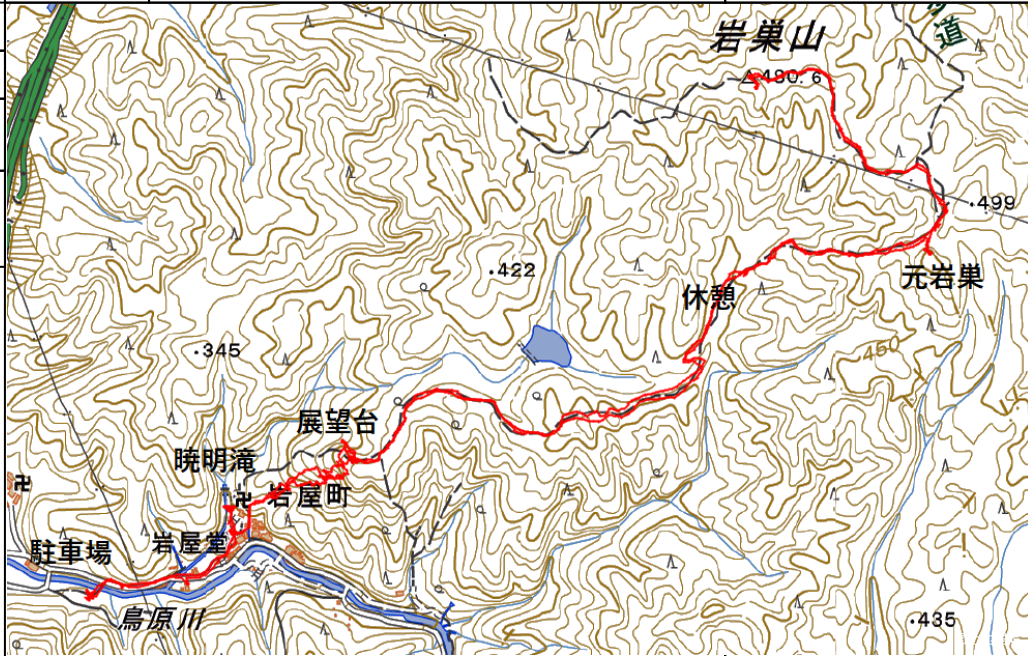 岩巣山
道
△480.6
・499
元岩巣
・422
休憩
・345
450
展望台
暁明滝
岩屋町
岩屋堂
駐車場
鳥原川
・435